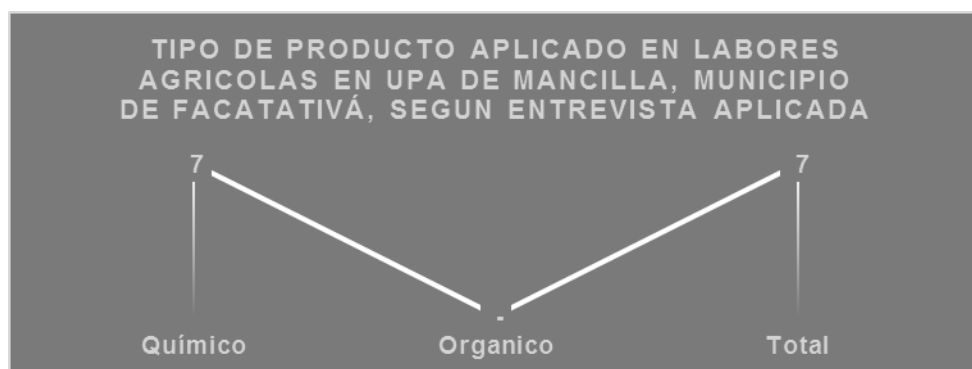 TIPO DE PRODUCTO APLICADO EN LABORES
AGRICOLAS EN UPA DE MANCILLA, MUNICIPIO
DE FACATATIVÁ, SEGUN ENTREVISTA APLICADA
7 7
-
Químico Organico Total